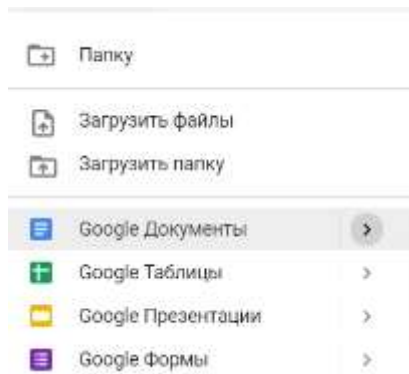 Папку
Загрузить файлы
Загрузить папку
Google Документы
Google Таблицы
Google Презентации
Google Формы